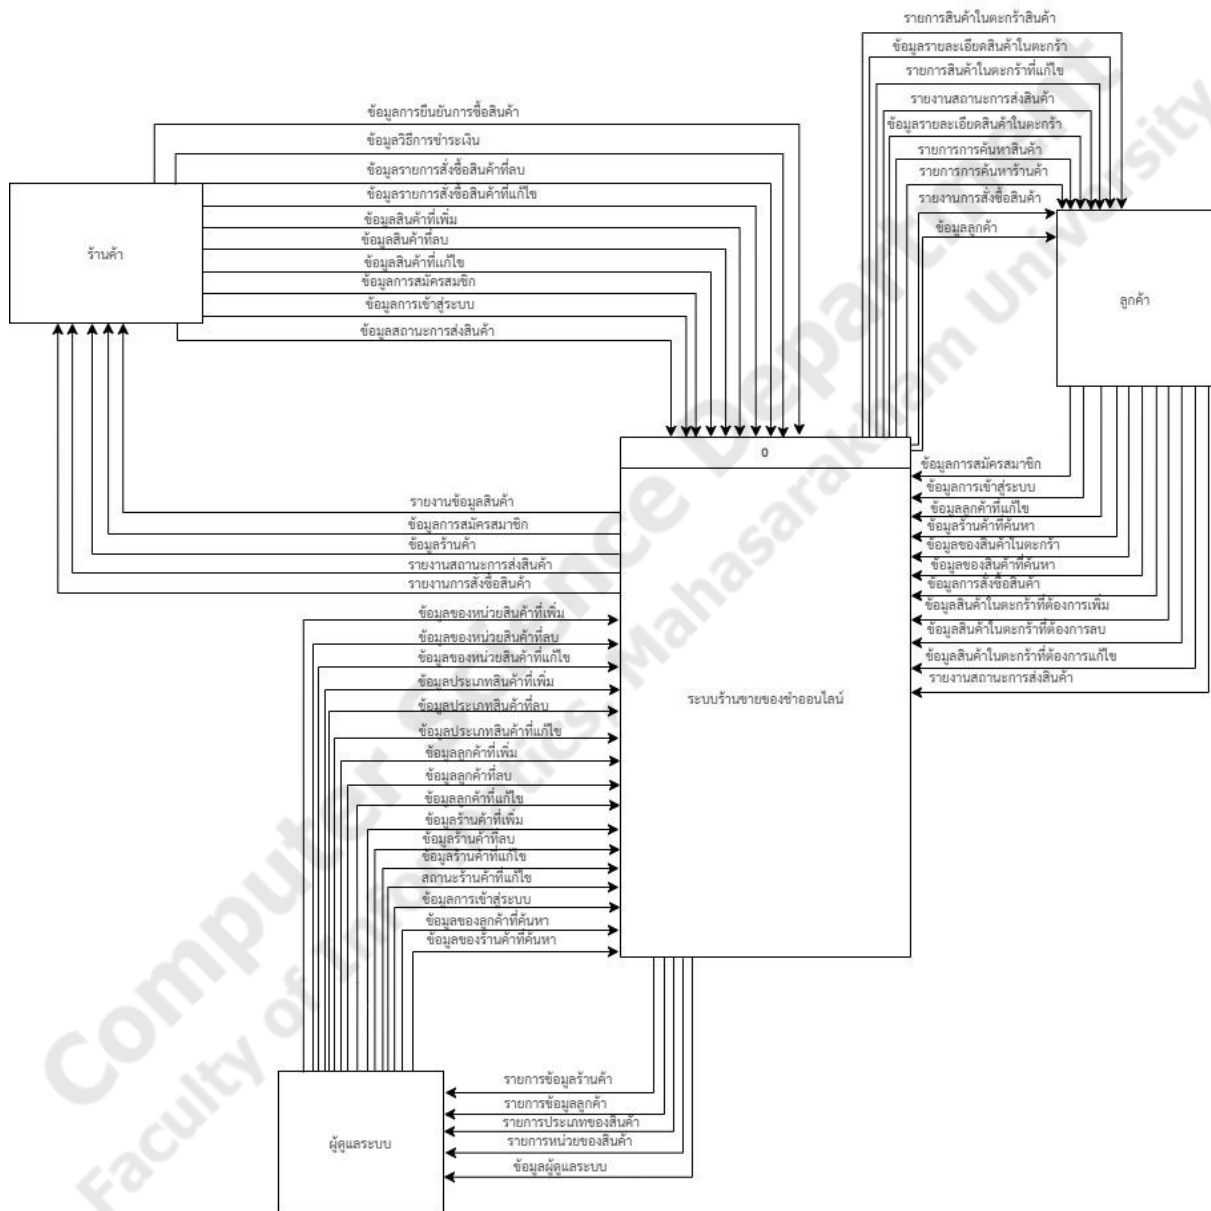 รายการสินค้าในตะกร้าสินค้า
ข้อมูลรายละเอียดสินค้าในตะกร้า
รายการสินค้าในตะกร้าที่แก้ไข
รายงานสถานะการส่งสินค้า
ข้อมูลรายละเอียดสินค้าในตะกร้า
รายการการค้นหาสินค้า
รายการการค้นหาร้านค้า
รายงานการสั่งซื้อสินค้า
ข้อมูลลูกค้า
ลูกค้า
ข้อมูลการยืนยันการซื้อสินค้า
ข้อมูลวิธีการชำระเงิน
ข้อมูลรายการสั่งซื้อสินค้าที่ลบ
ข้อมูลรายการสั่งซื้อสินค้าที่แก้ไข
ข้อมูลสินค้าที่เพิ่ม
ข้อมูลสินค้าที่ลบ
ข้อมูลสินค้าที่แก้ไข
ข้อมูลการสมัครสมชิก
ข้อมูลการเข้าสู่ระบบ
ข้อมูลสถานะการส่งสินค้า
ร้านค้า
0
ระบบร้านขายของชำออนไลน์
ข้อมูลการสมัครสมาชิก
ข้อมูลการเข้าสู่ระบบ
ข้อมูลลูกค้าที่แก้ไข
ข้อมูลร้านค้าที่ค้นหา
ข้อมูลของสินค้าในตะกร้า
ข้อมูลของสินค้าที่ค้นหา
ข้อมูลการสั่งซื้อสินค้า
ข้อมูลสินค้าในตะกร้าที่ต้องการเพิ่ม
ข้อมูลสินค้าในตะกร้าที่ต้องการลบ
ข้อมูลสินค้าในตะกร้าที่ต้องการแก้ไข
รายงานสถานะการส่งสินค้า
รายงานข้อมูลสินค้า
ข้อมูลการสมัครสมาชิก
ข้อมูลร้านค้า
รายงานสถานะการส่งสินค้า
รายงานการสั่งซื้อสินค้า
ข้อมูลของหน่วยสินค้าที่เพิ่ม
ข้อมูลของหน่วยสินค้าที่ลบ
ข้อมูลของหน่วยสินค้าที่แก้ไข
ข้อมูลประเภทสินค้าที่เพิ่ม
ข้อมูลประเภทสินค้าที่ลบ
ข้อมูลประเภทสินค้าที่แก้ไข
ข้อมูลลูกค้าที่เพิ่ม
ข้อมูลลูกค้าที่ลบ
ข้อมูลลูกค้าที่แก้ไข
ข้อมูลร้านค้าที่เพิ่ม
ข้อมูลร้านค้าที่ลบ
ข้อมูลร้านค้าที่แก้ไข
สถานะร้านค้าที่แก้ไข
ข้อมูลการเข้าสู่ระบบ
ข้อมูลของลูกค้าที่ค้นหา
ข้อมูลของร้านค้าที่ค้นหา
รายการข้อมูลร้านค้า
รายการข้อมูลลูกค้า
รายการประเภทของสินค้า
รายการหน่วยของสินค้า
ข้อมูลผู้ดูแลระบบ
ผู้ดูแลระบบ
Computer Science Department
Faculty of Informatics, Mahasarakham University